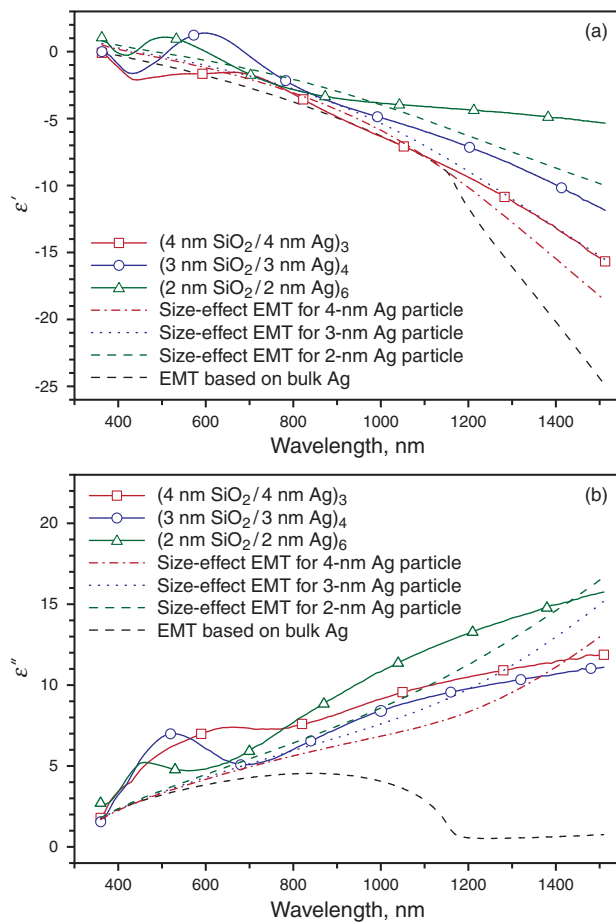 (a)
0
-5
-10
-15
-20
-25
ε′
(4 nm SiO2/4 nm Ag)3
(3 nm SiO2/3 nm Ag)4
(2 nm SiO2/2 nm Ag)6
Size-effect EMT for 4-nm Ag particle
Size-effect EMT for 3-nm Ag particle
Size-effect EMT for 2-nm Ag particle
EMT based on bulk Ag
400 600 800 1000 1200 1400
Wavelength, nm
(b)
20
15
10
5
0
ε″
(4 nm SiO2/4 nm Ag)3
(3 nm SiO2/3 nm Ag)4
(2 nm SiO2/2 nm Ag)6
Size-effect EMT for 4-nm Ag particle
Size-effect EMT for 3-nm Ag particle
Size-effect EMT for 2-nm Ag particle
EMT based on bulk Ag
400 600 800 1000 1200 1400
Wavelength, nm